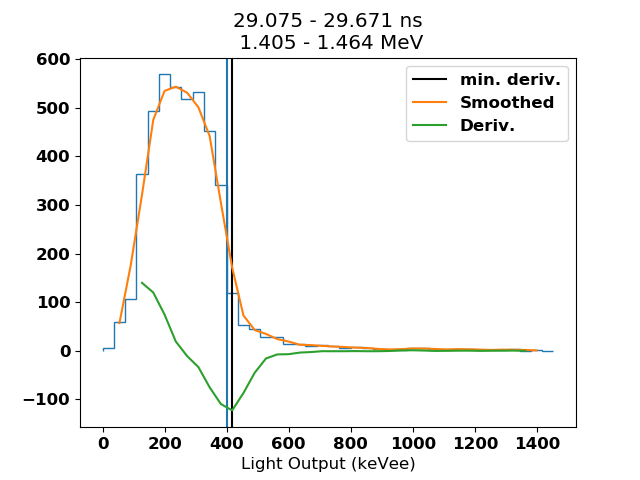 29.075 - 29.671 ns
1.405 - 1.464 MeV
600
500
400
300
200
100
0
−100
min. deriv.
Smoothed
Deriv.
0 200 400 600 800 1000 1200 1400
Light Output (keVee)